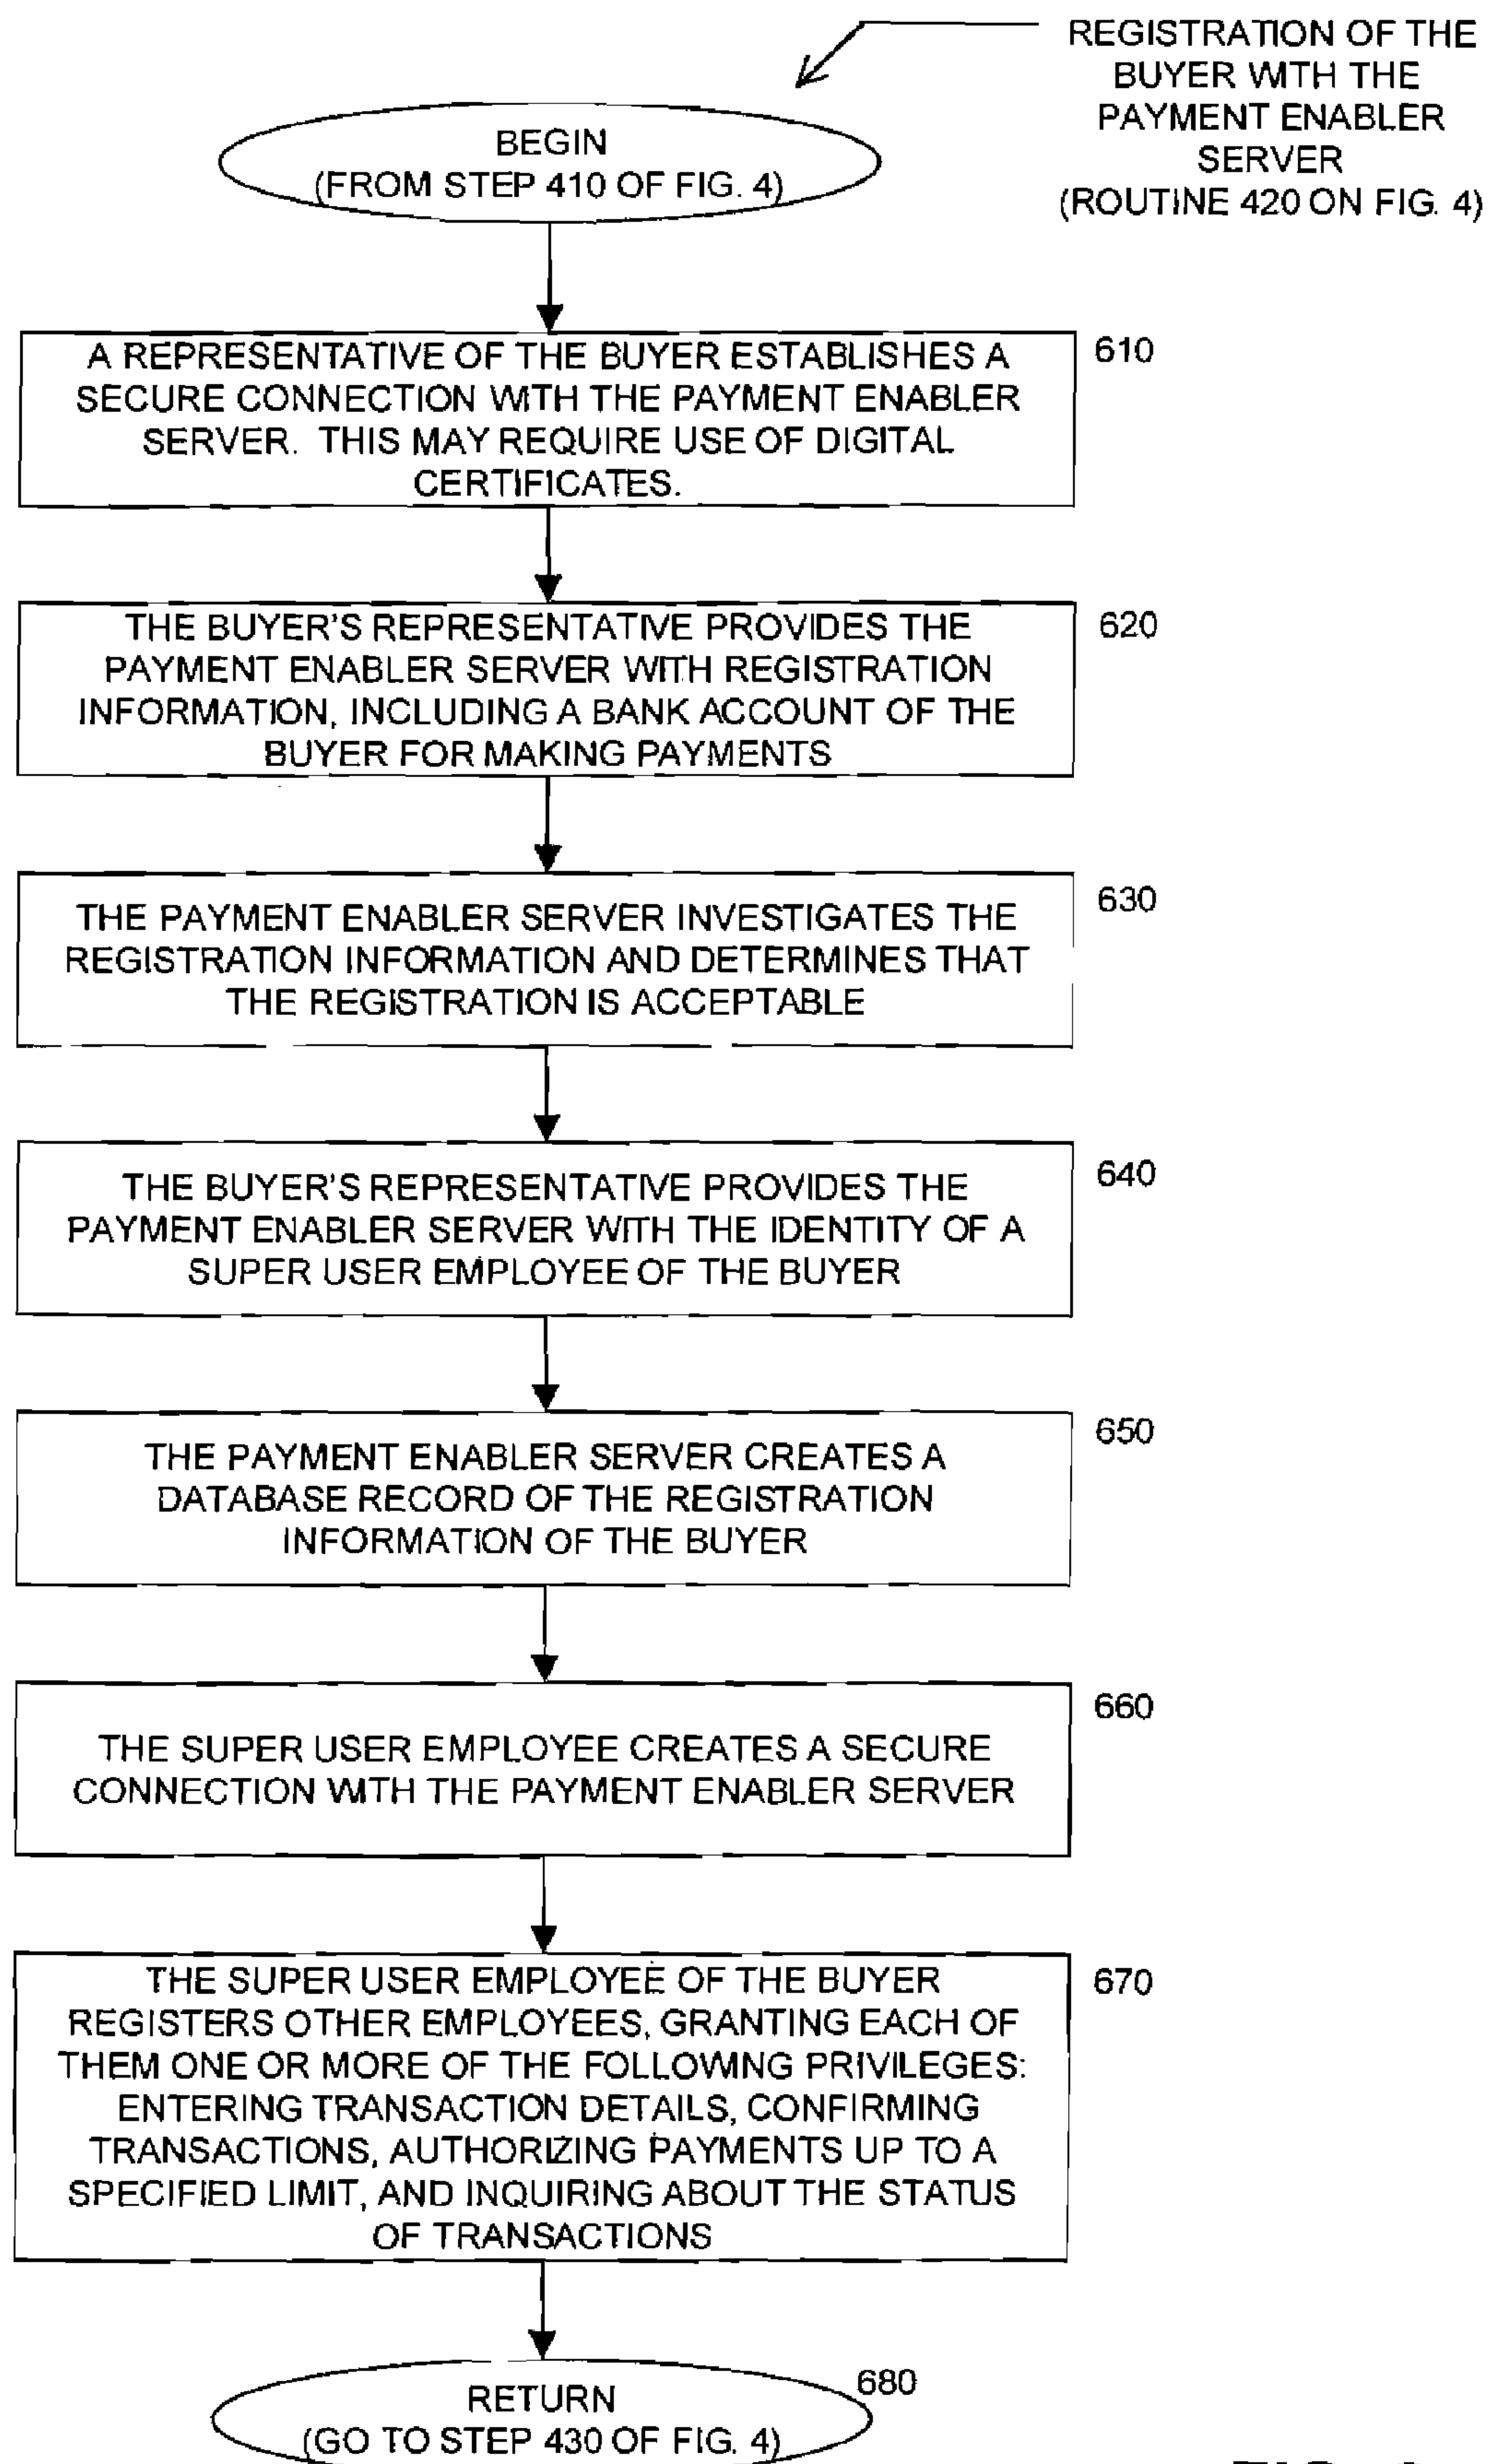 REGISTRATION OF THE
BUYER WITH THE
PAYMENT ENABLER
SERVER
(ROUTINE 420 ON FIG. 4)
BEGIN
(FROM STEP 410 OF FIG. 4)
A REPRESENTATIVE OF THE BUYER ESTABLISHES A
SECURE CONNECTION WITH THE PAYMENT ENABLER
SERVER. THIS MAY REQUIRE USE OF DIGITAL
CERTIFICATES.
610
THE BUYER'S REPRESENTATIVE PROVIDES THE
PAYMENT ENABLER SERVER WITH REGISTRATION
INFORMATION, INCLUDING A BANK ACCOUNT OF THE
BUYER FOR MAKING PAYMENTS
620
THE PAYMENT ENABLER SERVER INVESTIGATES THE
REGISTRATION INFORMATION AND DETERMINES THAT
THE REGISTRATION IS ACCEPTABLE
630
THE BUYER'S REPRESENTATIVE PROVIDES THE
PAYMENT ENABLER SERVER WITH THE IDENTITY OF A
SUPER USER EMPLOYEE OF THE BUYER
640
THE PAYMENT ENABLER SERVER CREATES A
DATABASE RECORD OF THE REGISTRATION
INFORMATION OF THE BUYER
650
THE SUPER USER EMPLOYEE CREATES A SECURE
CONNECTION WITH THE PAYMENT ENABLER SERVER
660
THE SUPER USER EMPLOYEE OF THE BUYER
REGISTERS OTHER EMPLOYEES, GRANTING EACH OF
THEM ONE OR MORE OF THE FOLLOWING PRIVILEGES:
ENTERING TRANSACTION DETAILS, CONFIRMING
TRANSACTIONS, AUTHORIZING PAYMENTS UP TO A
SPECIFIED LIMIT, AND INQUIRING ABOUT THE STATUS
OF TRANSACTIONS
670
RETURN
(GO TO STEP 430 OF FIG. 4)
680